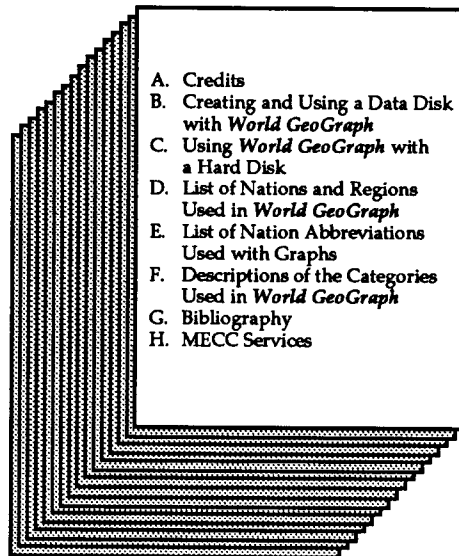 A. Credits
B. Creating and Using a Data Disk
with World GeoGraph
C. Using World GeoGraph with
a Hard Disk
D. List of Nations and Regions
Used in World GeoGraph
E. List of Nation Abbreviations
Used with Graphs
F. Descriptions of the Categories
Used in World GeoGraph
G. Bibliography
H. MECC Services